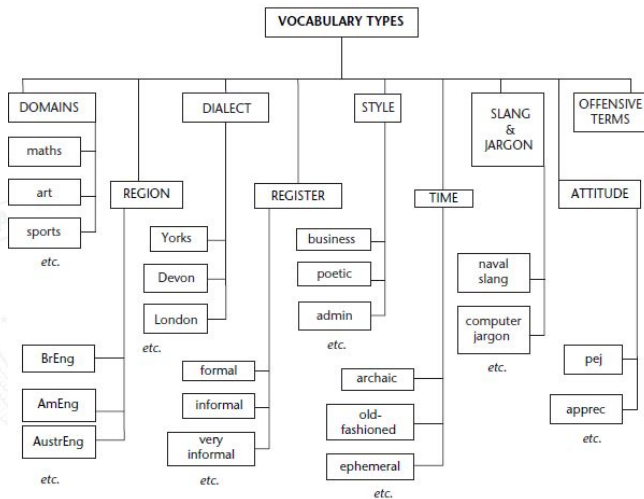 VOCABULARY TYPES
DOMAINS
maths
art
sports
etc.
REGION
BrEng
AmEng
AustrEng
etc.
DIALECT
Yorks
Devon
London
etc.
REGISTER
formal
informal
very
informal
etc.
STYLE
business
poetic
admin
etc.
TIME
archaic
old-
fashioned
ephemeral
etc.
SLANG
&
JARGON
naval
slang
computer
jargon
etc.
OFFENSIVE
TERMS
ATTITUDE
pej
apprec
etc.